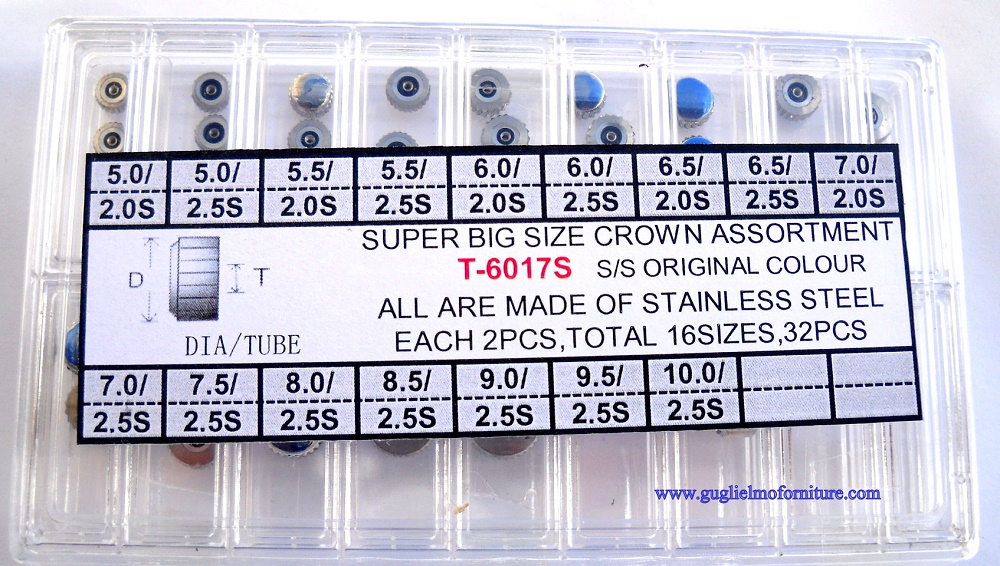 5.0/ 5.0/ 5.5/ 5.5/ 6.0/ 6.0/ 6.5/ 6.5/ 7.0/
2.0S 2.5S 2.0S 2.5S 2.0S 2.5S 2.0S 2.5S 2.0S
SUPER BIG SIZE CROWN ASSORTMENT
T-6017S S/S ORIGINAL COLOUR
D T
ALL ARE MADE OF STAINLESS STEEL
EACH 2PCS,TOTAL 16SIZES,32PCS
DIA/TUBE
7.0/ 7.5/ 8.0/ 8.5/ 9.0/ 9.5/ 10.0/
2.5S 2.5S 2.5S 2.5S 2.5S 2.5S 2.5S
www.guglielmoforniture.com